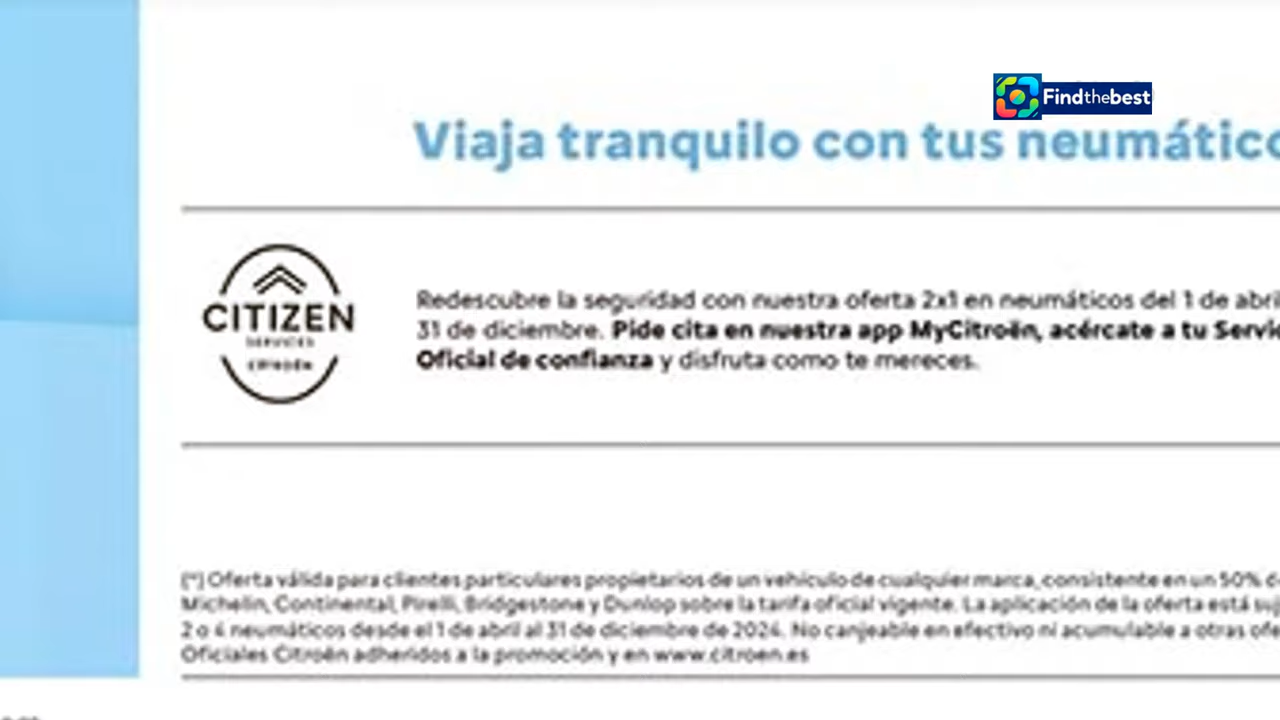 Findthebest
Viaja tranquilo con tus neumático
CITIZEN
SERVICES
CITROËN
Redescubre la seguridad con nuestra oferta 2x1 en neumáticos del 1 de abril
31 de diciembre. Pide cita en nuestra app MyCitroën, acércate a tu Servi
Oficial de confianza y disfruta como te mereces.
(*) Oferta válida para clientes particulares propietarios de un vehículo de cualquier marca, consistente en un 50% d
Michelin, Continental, Pirelli, Bridgestone y Dunlop sobre la tarifa oficial vigente. La aplicación de la oferta está suj
2 o 4 neumáticos desde el 1 de abril al 31 de diciembre de 2024. No canjeable en efectivo ni acumulable a otras ofe
Oficiales Citroën adheridos a la promoción y en www.citroen.es